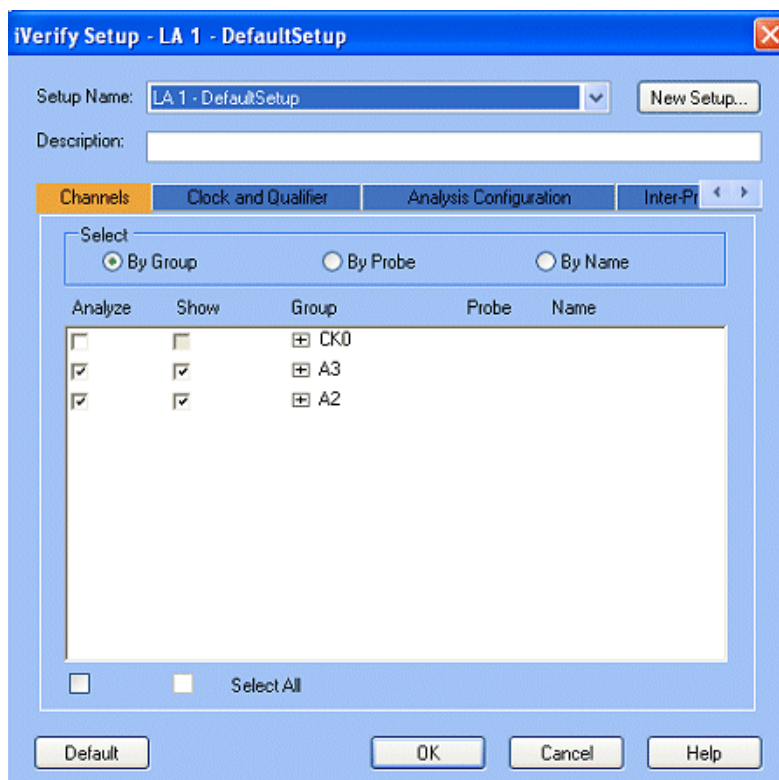 iVerify Setup - LA 1 - DefaultSetup
Setup Name: LA 1 - DefaultSetup New Setup...
Description:
Channels Clock and Qualifier Analysis Configuration Inter-Pr
Select
By Group By Probe By Name
Analyze Show Group Probe Name
CK0
A3
A2
Select All
Default OK Cancel Help